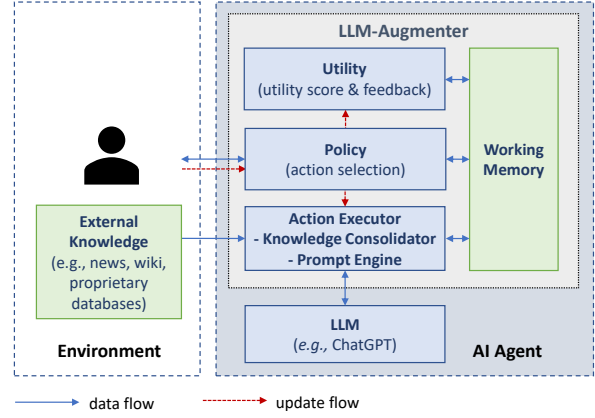 LLM-Augmenter
Utility
(utility score & feedback)
Policy
(action selection)
Working
Memory
External
Knowledge
(e.g., news, wiki,
proprietary
databases)
Action Executor
- Knowledge Consolidator
- Prompt Engine
LLM
(e.g., ChatGPT)
Environment
AI Agent
data flow
update flow